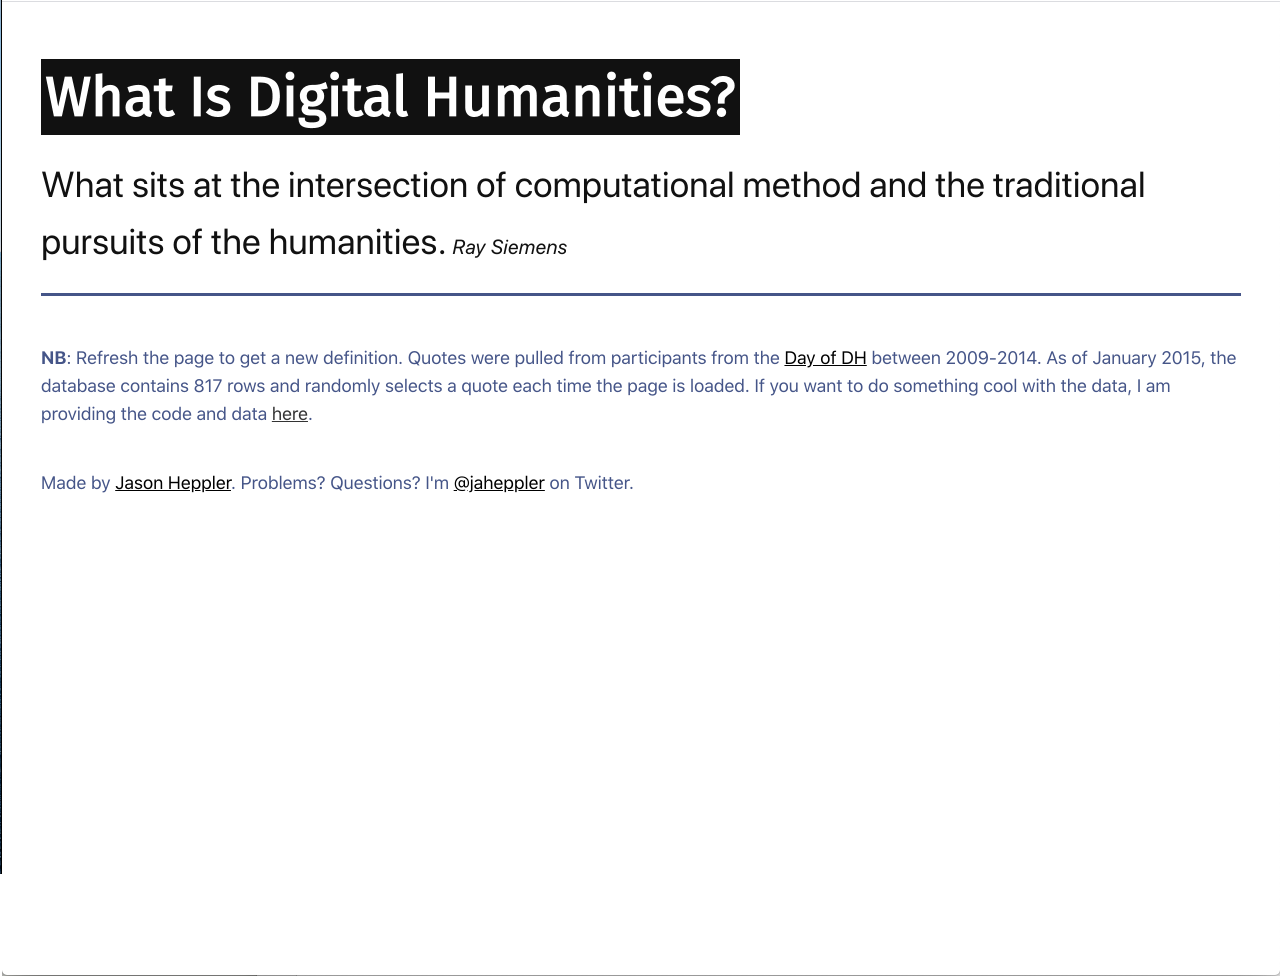 What Is Digital Humanities?
What sits at the intersection of computational method and the traditional
pursuits of the humanities. Ray Siemens
NB: Refresh the page to get a new definition. Quotes were pulled from participants from the Day of DH between 2009-2014. As of January 2015, the
database contains 817 rows and randomly selects a quote each time the page is loaded. If you want to do something cool with the data, I am
providing the code and data here.
Made by Jason Heppler. Problems? Questions? I'm @jaheppler on Twitter.